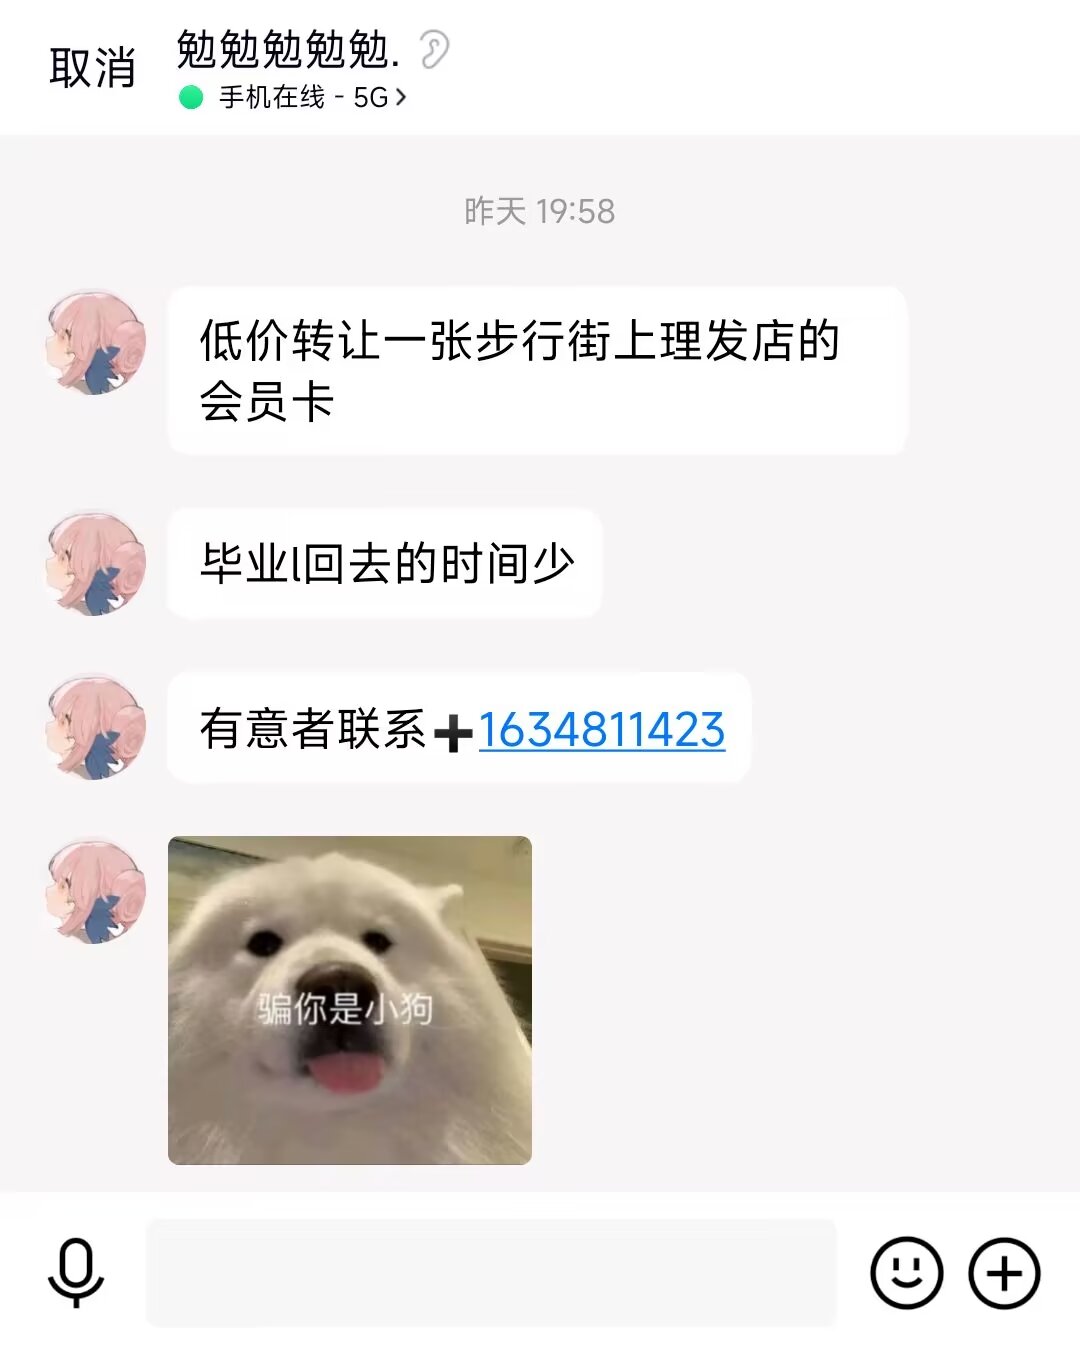 取消
勉勉勉勉勉.
手机在线 - 5G
昨天 19:58
低价转让一张步行街上理发店的
会员卡
毕业l回去的时间少
有意者联系➕1634811423
骗你是小狗